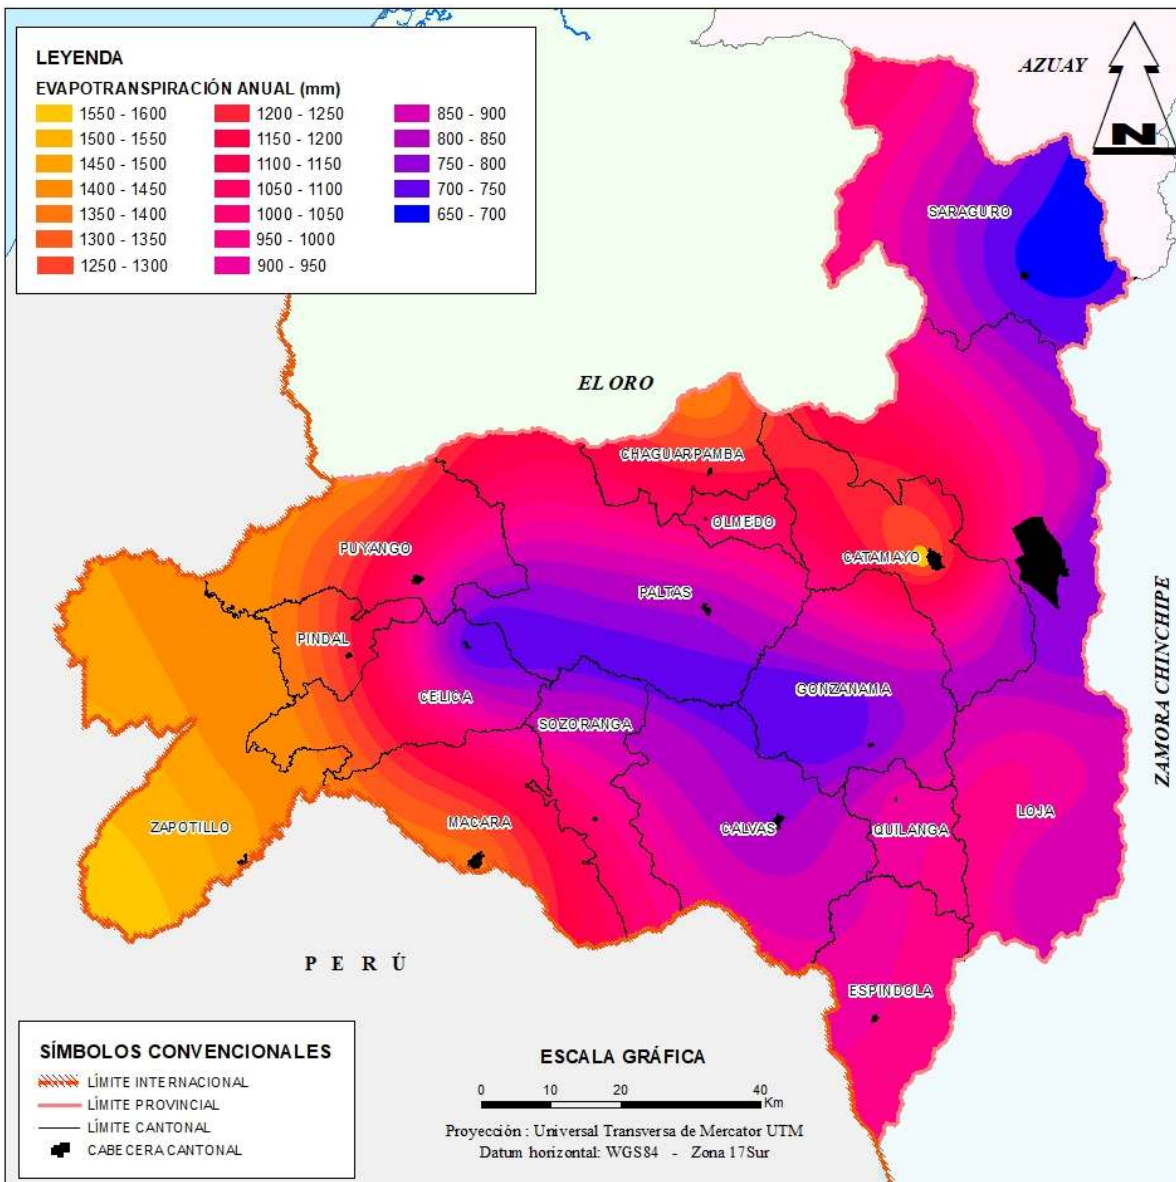 LEYENDA
EVAPOTRANSPIRACIÓN ANUAL (mm)
1550 - 1600
1500 - 1550
1450 - 1500
1400 - 1450
1350 - 1400
1300 - 1350
1250 - 1300
1200 - 1250
1150 - 1200
1100 - 1150
1050 - 1100
1000 - 1050
950 - 1000
900 - 950
850 - 900
800 - 850
750 - 800
700 - 750
650 - 700
AZUAY
N
SARAGURO
EL ORO
CHAGUARPAMBA
OLMEDO
PUYANGO
CATAMAYO
PALTAS
PINDAL
CELICA
GONZANAMA
SOZORANGA
ZAMORA CHINCHIPE
ZAPOTILLO
MACARA
CALVAS
QUILANGA
LOJA
PERÚ
ESPINDOLA
SÍMBOLOS CONVENCIONALES
LÍMITE INTERNACIONAL
LÍMITE PROVINCIAL
LÍMITE CANTONAL
CABECERA CANTONAL
ESCALA GRÁFICA
0 10 20 40
Km
Proyección : Universal Transversa de Mercator UTM
Datum horizontal: WGS84 - Zona 17Sur